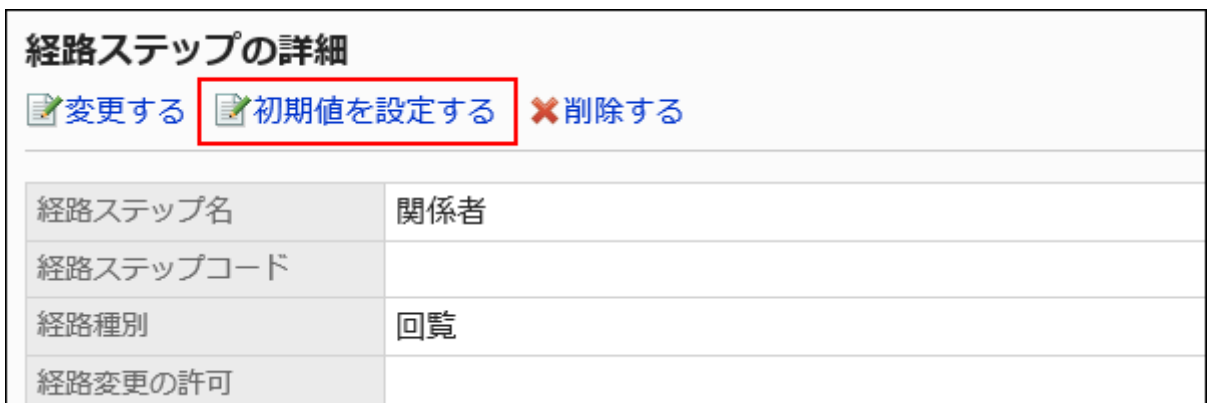 経路ステップの詳細
変更する 初期値を設定する 削除する
経路ステップ名 関係者
経路ステップコード
経路種別 回覧
経路変更の許可